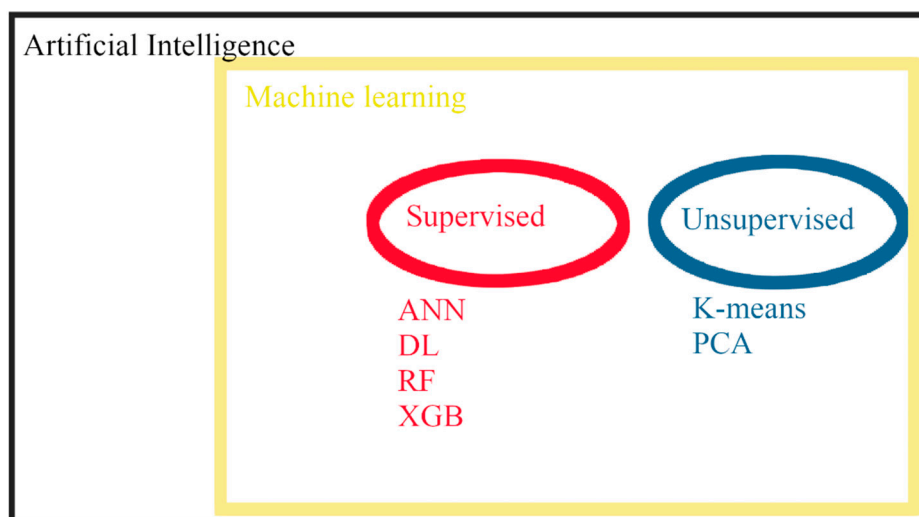 Artificial Intelligence
Machine learning
Supervised
ANN
DL
RF
XGB
Unsupervised
K-means
PCA